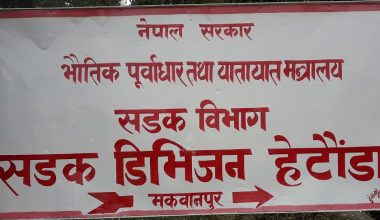 नेपाल सरकार
भौतिक पूर्वाधार तथा यातायात मन्त्रालय
सडक विभाग
सडक डिभिजन हेटौंडा
मकवानपुर